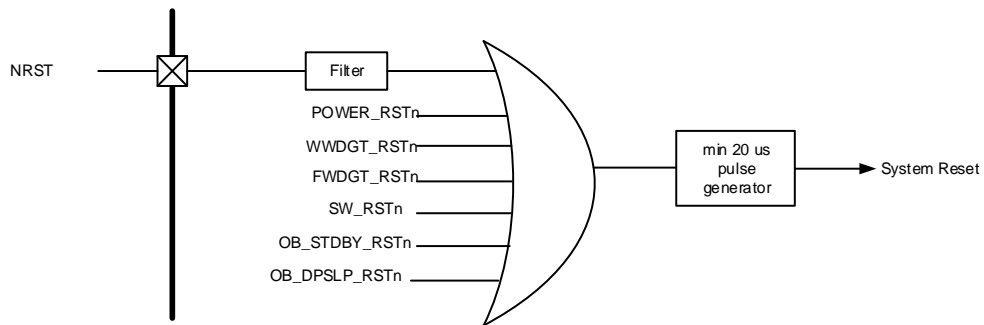 NRST
Filter
POWER_RSTn
WWDGT_RSTn
FWDGT_RSTn
SW_RSTn
OB_STDBY_RSTn
OB_DPSLP_RSTn
min 20 us
pulse
generator
System Reset